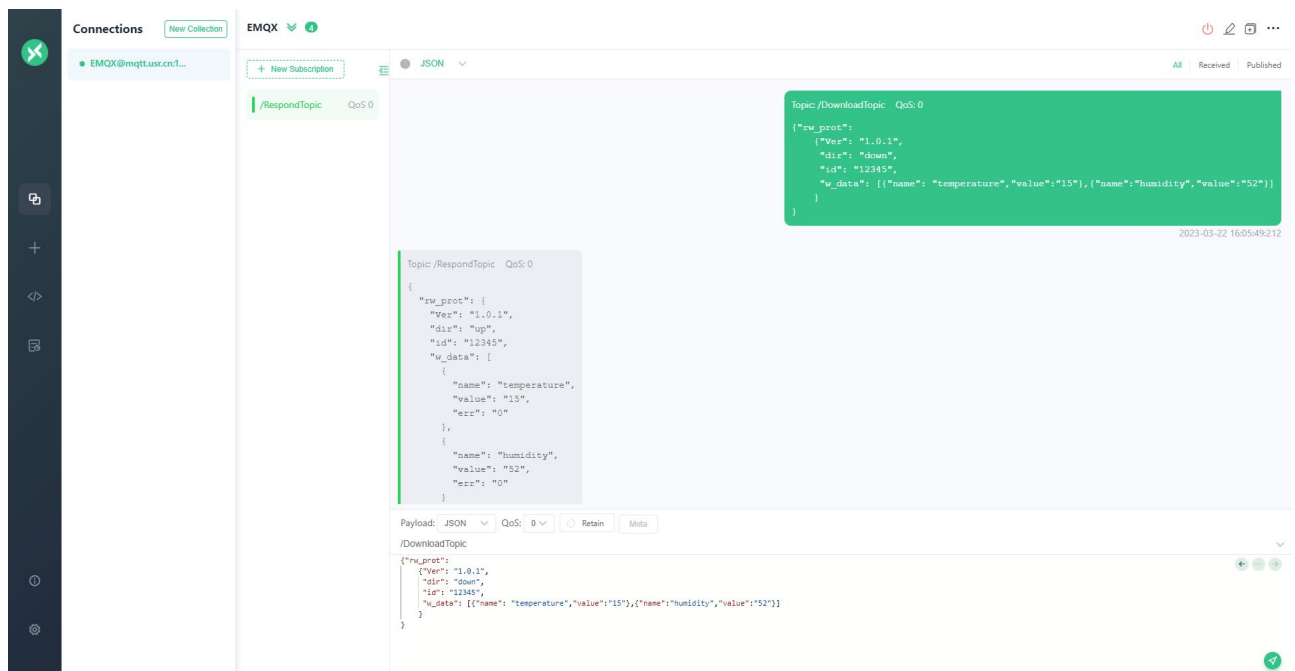 Connections
New Collection
EMQX
4
EMQX@mqtt.usr.cn:1...
+ New Subscription
/RespondTopic QoS 0
JSON
All
Received
Published
Topic: /DownloadTopic QoS: 0
{"rw_prot":
{"Ver": "1.0.1",
"dir": "down",
"id": "12345",
"w_data": [{"name": "temperature","value":"15"},{"name":"humidity","value":"52"}]
}
}
2023-03-22 16:05:49:212
Topic: /RespondTopic QoS: 0
{
"rw_prot": {
"Ver": "1.0.1",
"dir": "up",
"id": "12345",
"w_data": [
{
"name": "temperature",
"value": "15",
"err": "0"
},
{
"name": "humidity",
"value": "52",
"err": "0"
}
Payload: JSON QoS: 0 Retain Meta
/DownloadTopic
{"rw_prot":
{"Ver": "1.0.1",
"dir": "down",
"id": "12345",
"w_data": [{"name": "temperature","value":"15"},{"name":"humidity","value":"52"}]
}
}